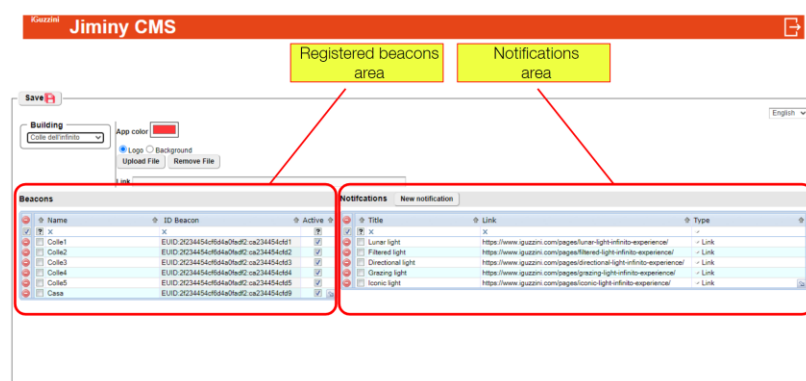 iGuzzini
Jiminy CMS
Registered beacons area
Notifications area
Save
English
Building
Colle dell'infinito
App color
Logo Background
Upload File Remove File
Link
Beacons
Name ID Beacon Active
X X
Colle1 EUID:2f234454cf6d4a0fadf2:ca234454cfd1
Colle2 EUID:2f234454cf6d4a0fadf2:ca234454cfd2
Colle3 EUID:2f234454cf6d4a0fadf2:ca234454cfd3
Colle4 EUID:2f234454cf6d4a0fadf2:ca234454cfd4
Colle5 EUID:2f234454cf6d4a0fadf2:ca234454cfd5
Casa EUID:2f234454cf6d4a0fadf2:ca234454cfd9
Notifcations New notification
Title Link Type
X X
Lunar light https://www.iguzzini.com/pages/lunar-light-infinito-experience/ Link
Filtered light https://www.iguzzini.com/pages/filtered-light-infinito-experience/ Link
Directional light https://www.iguzzini.com/pages/directional-light-infinito-experience/ Link
Grazing light https://www.iguzzini.com/pages/grazing-light-infinito-experience/ Link
Iconic light https://www.iguzzini.com/pages/iconic-light-infinito-experience/ Link